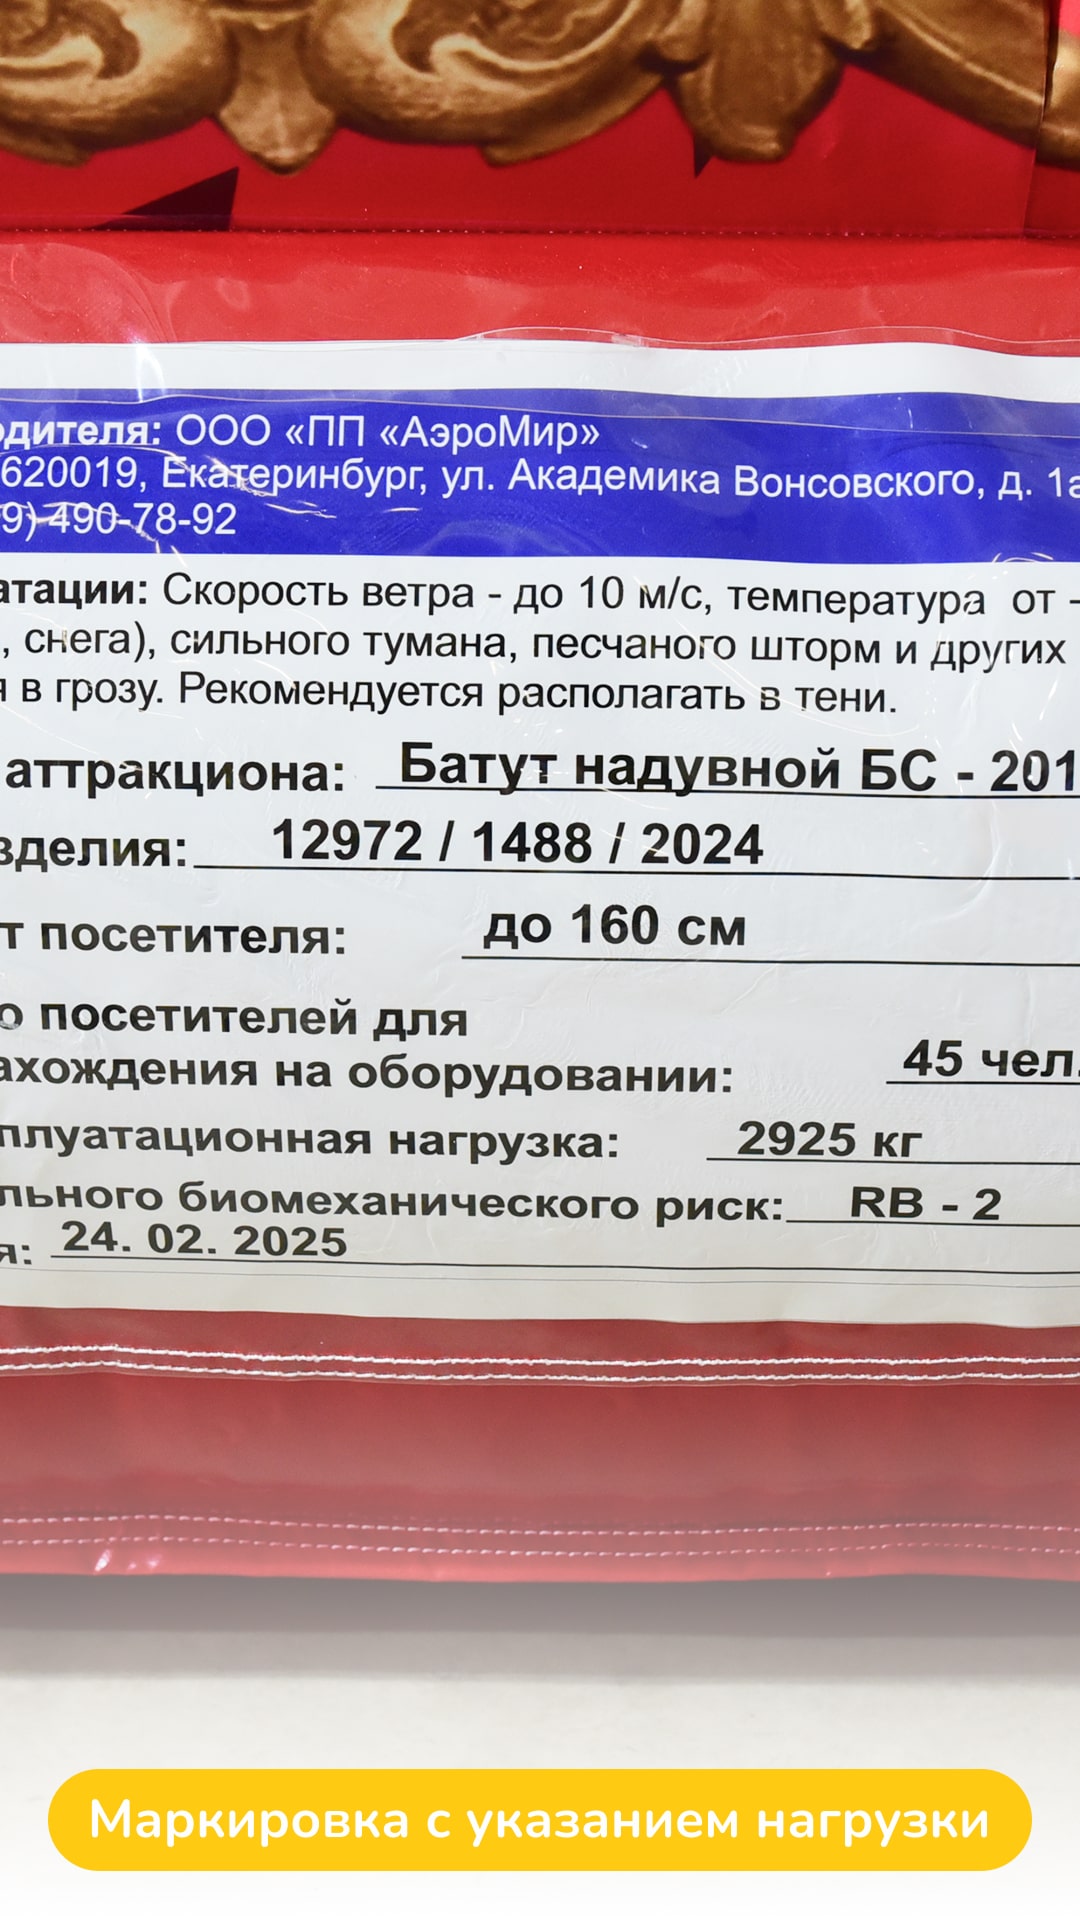 одителя: ООО «ПП «АэроМир»
620019, Екатеринбург, ул. Академика Вонсовского, д. 1а
9) 490-78-92
атации: Скорость ветра - до 10 м/с, температура от -
, снега), сильного тумана, песчаного шторм и других
я в грозу. Рекомендуется располагать в тени.
аттракциона: Батут надувной БС - 201
зделия: 12972 / 1488 / 2024
т посетителя: до 160 см
о посетителей для
ахождения на оборудовании: 45 чел.
плуатационная нагрузка: 2925 кг
льного биомеханического риск: RB - 2
я: 24. 02. 2025
Маркировка с указанием нагрузки